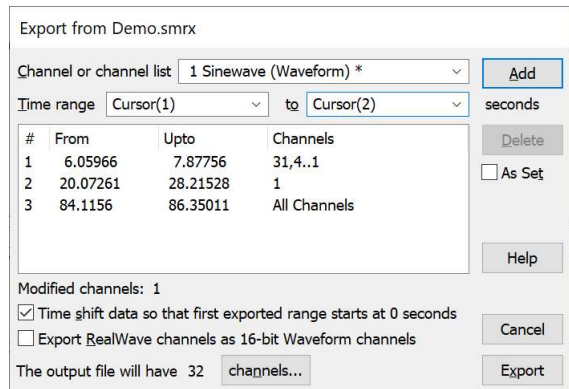 Export from Demo.smrx
Channel or channel list 1 Sinewave (Waveform) * Add
Time range Cursor(1) to Cursor(2) seconds
# From Upto Channels Delete
1 6.05966 7.87756 31,4..1 As Set
2 20.07261 28.21528 1
3 84.1156 86.35011 All Channels
Help
Modified channels: 1
Time shift data so that first exported range starts at 0 seconds
Export RealWave channels as 16-bit Waveform channels Cancel
The output file will have 32 channels... Export